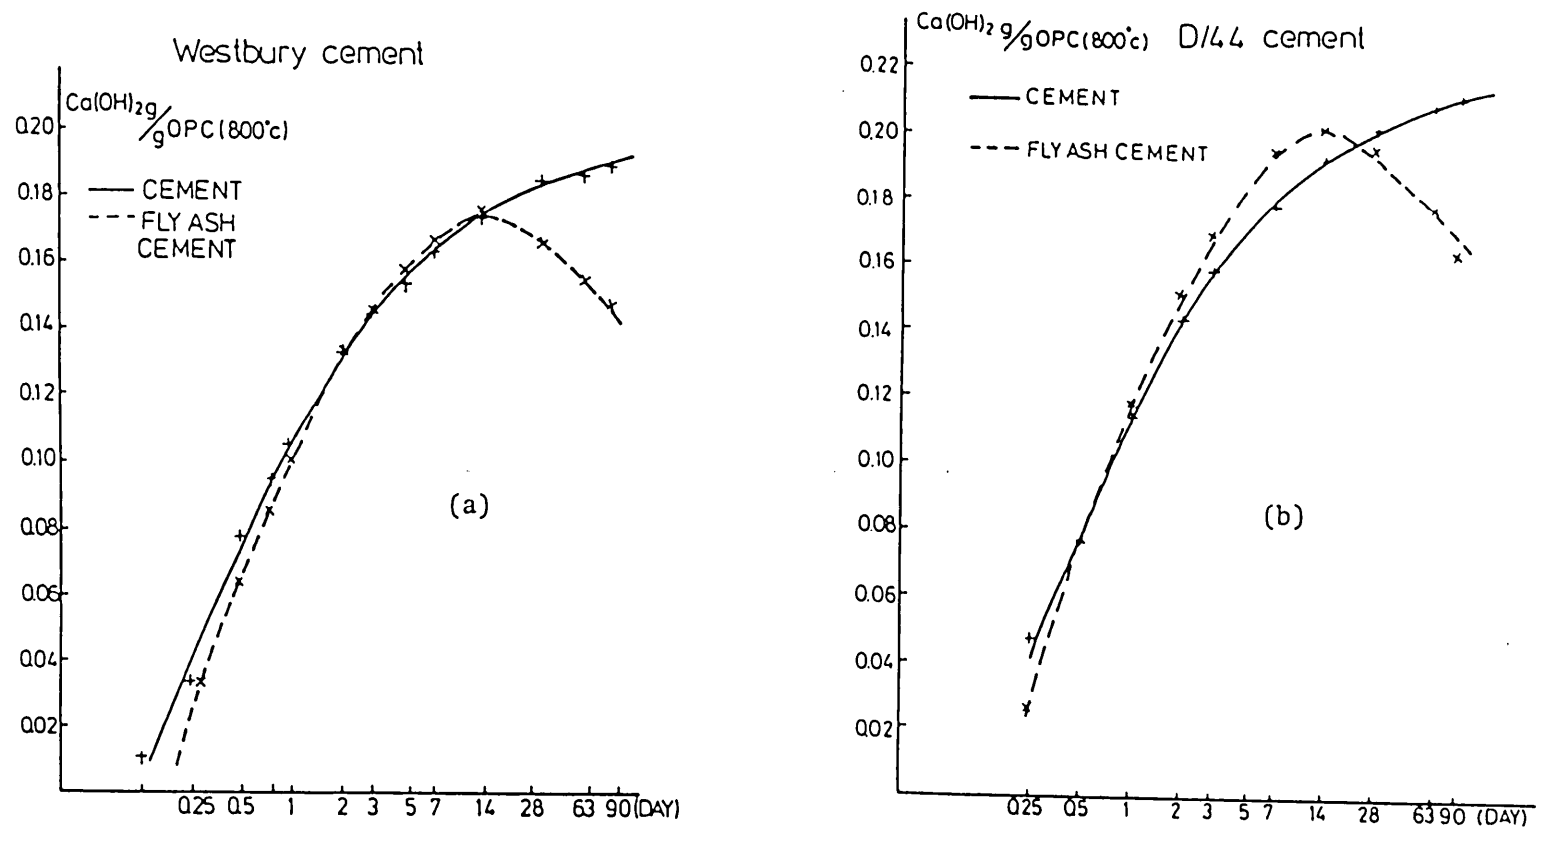 Westbury cement
Ca(OH)2g/gOPC(800°c)
0.20
CEMENT
0.18
FLY ASH
CEMENT
0.16
0.14
0.12
0.10
(a)
0.08
0.06
0.04
0.02
0.25 0.5 1 2 3 5 7 14 28 63 90 (DAY)
Ca(OH)2 g/gOPC(800°c) D/44 cement
0.22
CEMENT
0.20
FLY ASH CEMENT
0.18
0.16
0.14
0.12
0.10
(b)
0.08
0.06
0.04
0.02
0.25 0.5 1 2 3 5 7 14 28 63 90 (DAY)